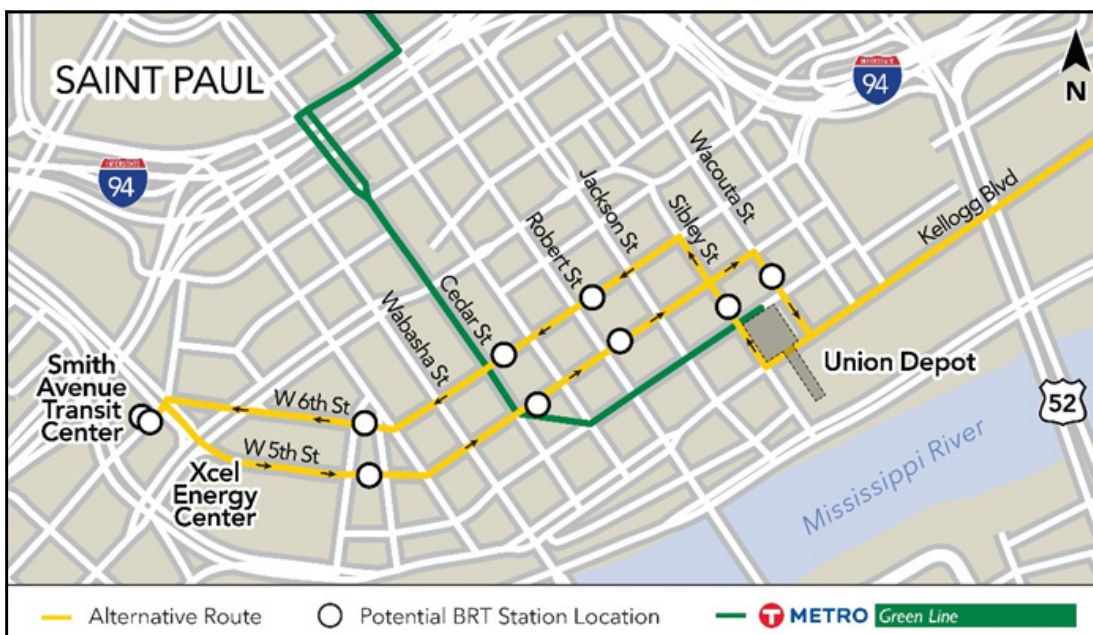 SAINT PAUL
INTERSTATE
94
INTERSTATE
94
N
Wacouta St
Jackson St
Sibley St
Robert St
Kellogg Blvd
Cedar St
Wabasha St
Union Depot
Smith
Avenue
Transit
Center
W 6th St
W 5th St
Xcel
Energy
Center
52
Mississippi River
Alternative Route
Potential BRT Station Location
T METRO Green Line